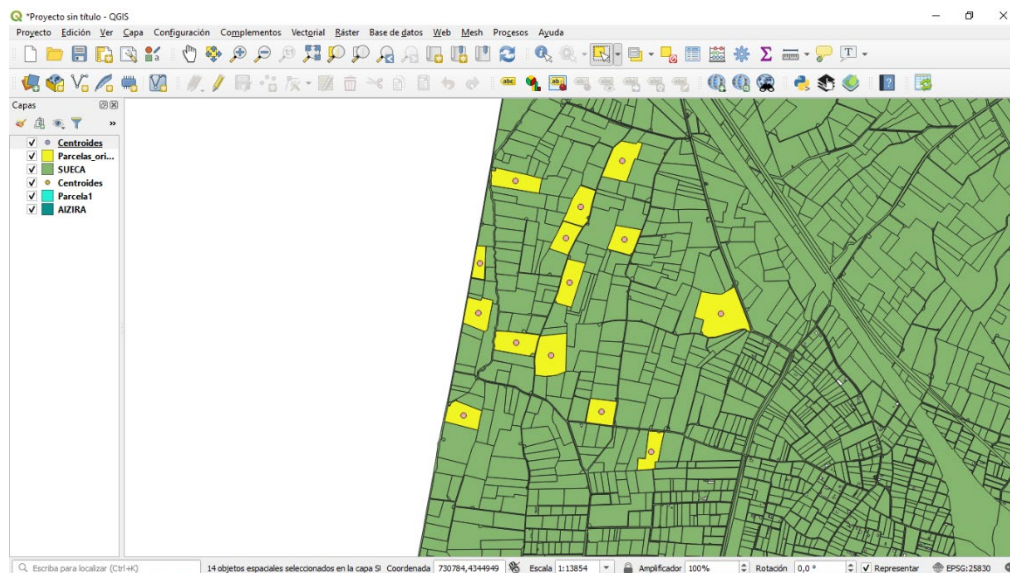 *Proyecto sin título - QGIS
Proyecto Edición Ver Capa Configuración Complementos Vectorial Ráster Base de datos Web Mesh Procesos Ayuda
abc
Capas
Centroides
Parcelas_ori...
SUECA
Centroides
Parcela1
AlZIRA
Escriba para localizar (Ctrl+K)
14 objetos espaciales seleccionados en la capa S
Coordenada 730784,4344949
Escala 1:13854
Amplificador 100%
Rotación 0,0 °
Representar
EPSG:25830